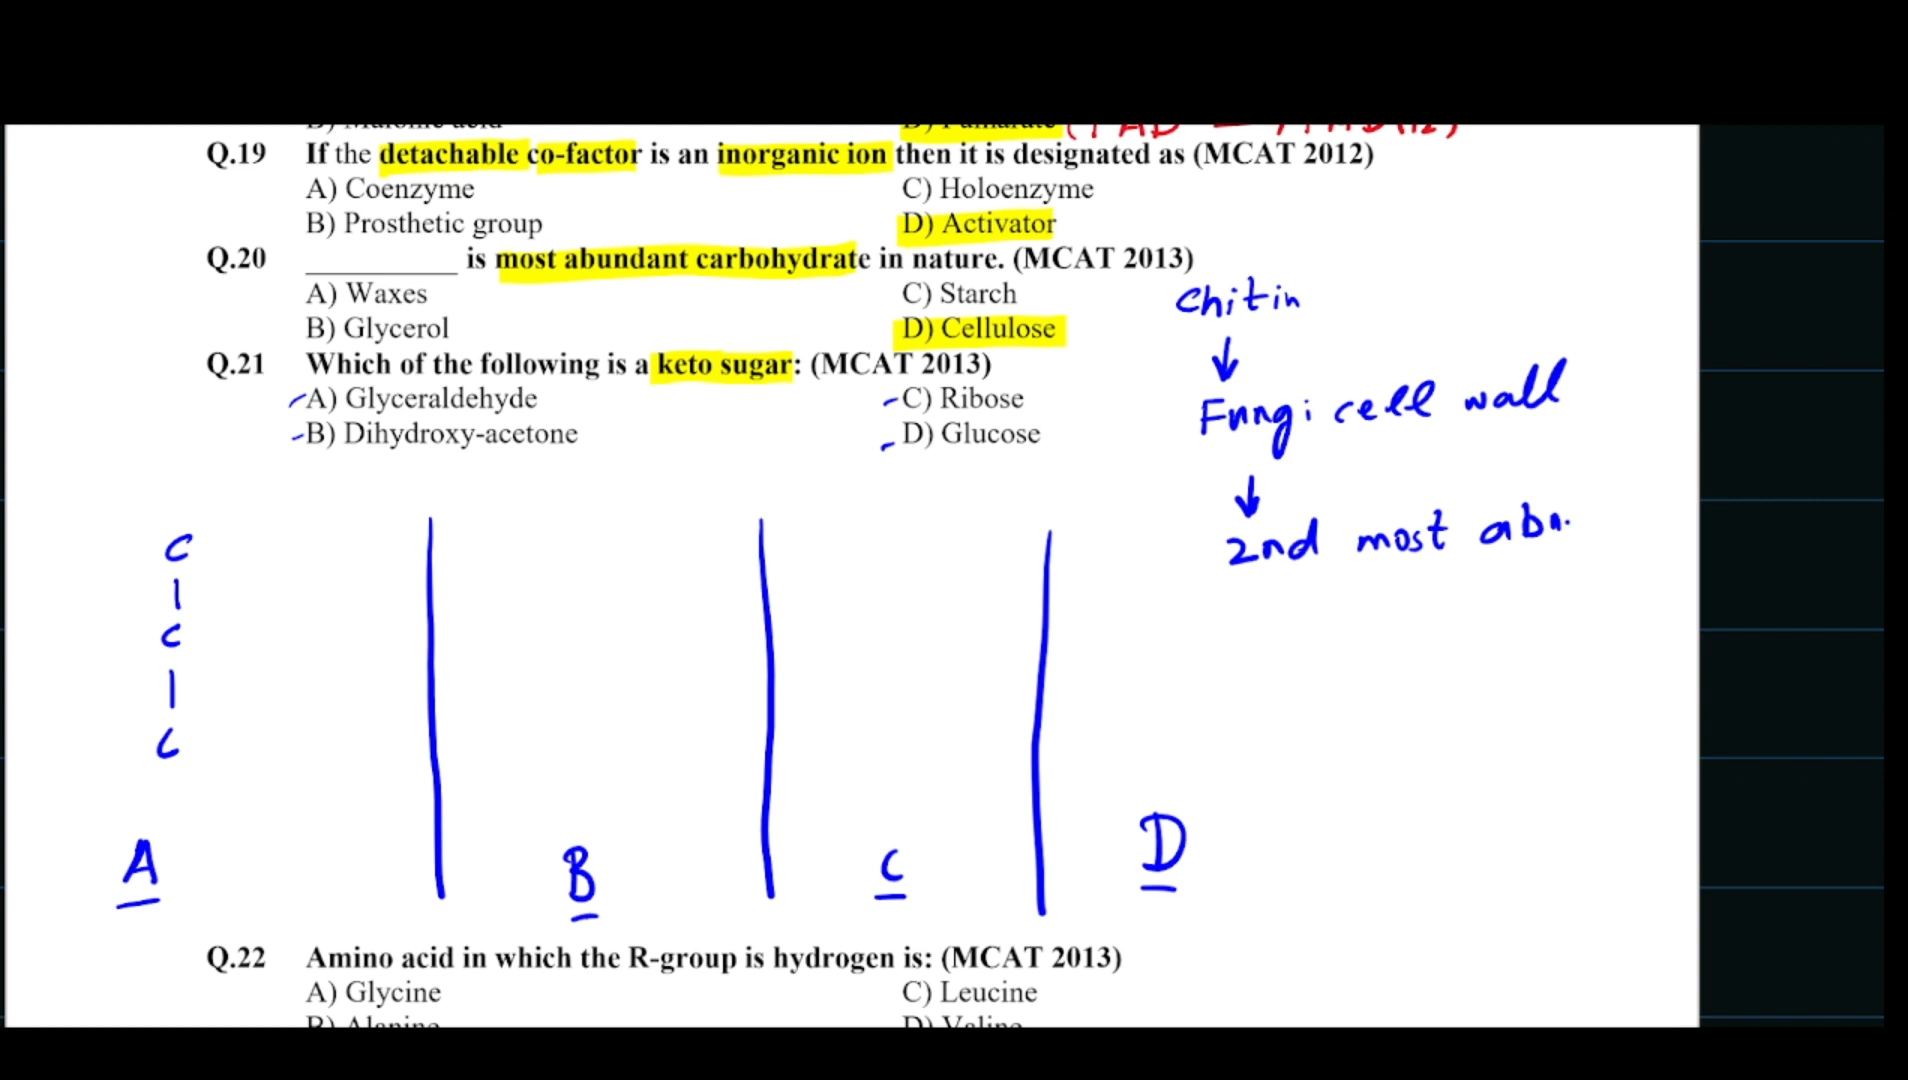 Q.19 If the detachable co-factor is an inorganic ion then it is designated as (MCAT 2012)
A) Coenzyme C) Holoenzyme
B) Prosthetic group D) Activator
Q.20 __________ is most abundant carbohydrate in nature. (MCAT 2013)
A) Waxes C) Starch
B) Glycerol D) Cellulose
Q.21 Which of the following is a keto sugar: (MCAT 2013)
A) Glyceraldehyde C) Ribose
B) Dihydroxy-acetone D) Glucose
Chitin
↓
Fungi cell wall
↓
2nd most abn.
C
|
C
|
C
A B C D
Q.22 Amino acid in which the R-group is hydrogen is: (MCAT 2013)
A) Glycine C) Leucine